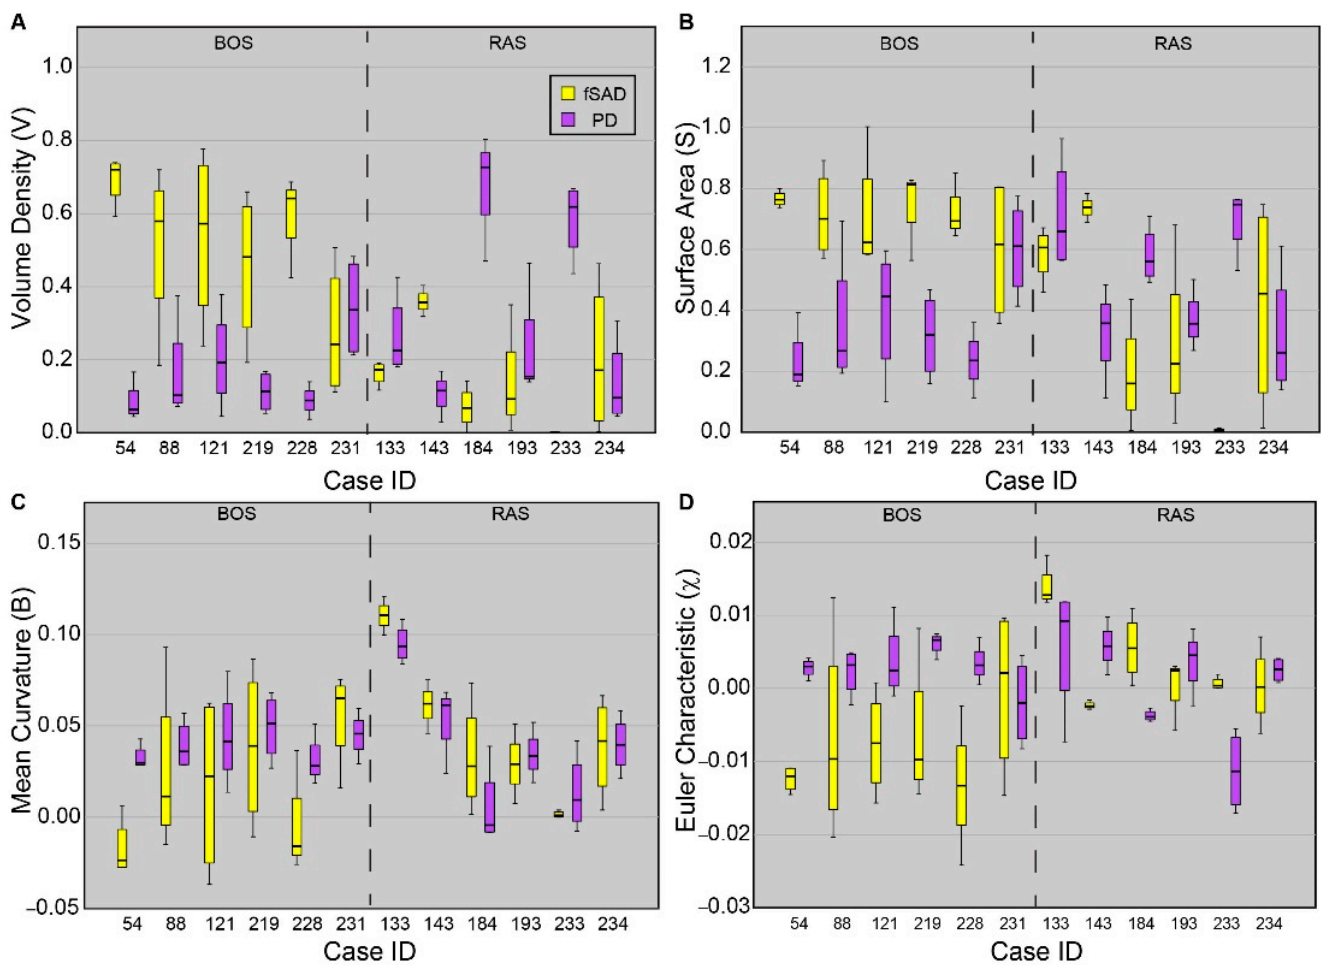 A
BOS
RAS
1.0
0.8
0.6
0.4
0.2
0.0
Volume Density (V)
fSAD
PD
54 88 121 219 228 231 133 143 184 193 233 234
Case ID
B
BOS
RAS
1.2
1.0
0.8
0.6
0.4
0.2
0.0
Surface Area (S)
54 88 121 219 228 231 133 143 184 193 233 234
Case ID
C
BOS
RAS
0.15
0.10
0.05
0.00
−0.05
Mean Curvature (B)
54 88 121 219 228 231 133 143 184 193 233 234
Case ID
D
BOS
RAS
0.02
0.01
0.00
−0.01
−0.02
−0.03
Euler Characteristic (χ)
54 88 121 219 228 231 133 143 184 193 233 234
Case ID